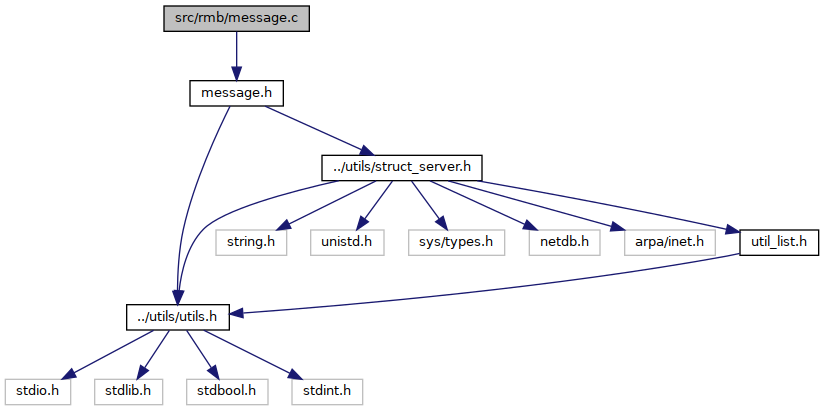 src/rmb/message.c
message.h
../utils/struct_server.h
string.h
unistd.h
sys/types.h
netdb.h
arpa/inet.h
util_list.h
../utils/utils.h
stdio.h
stdlib.h
stdbool.h
stdint.h